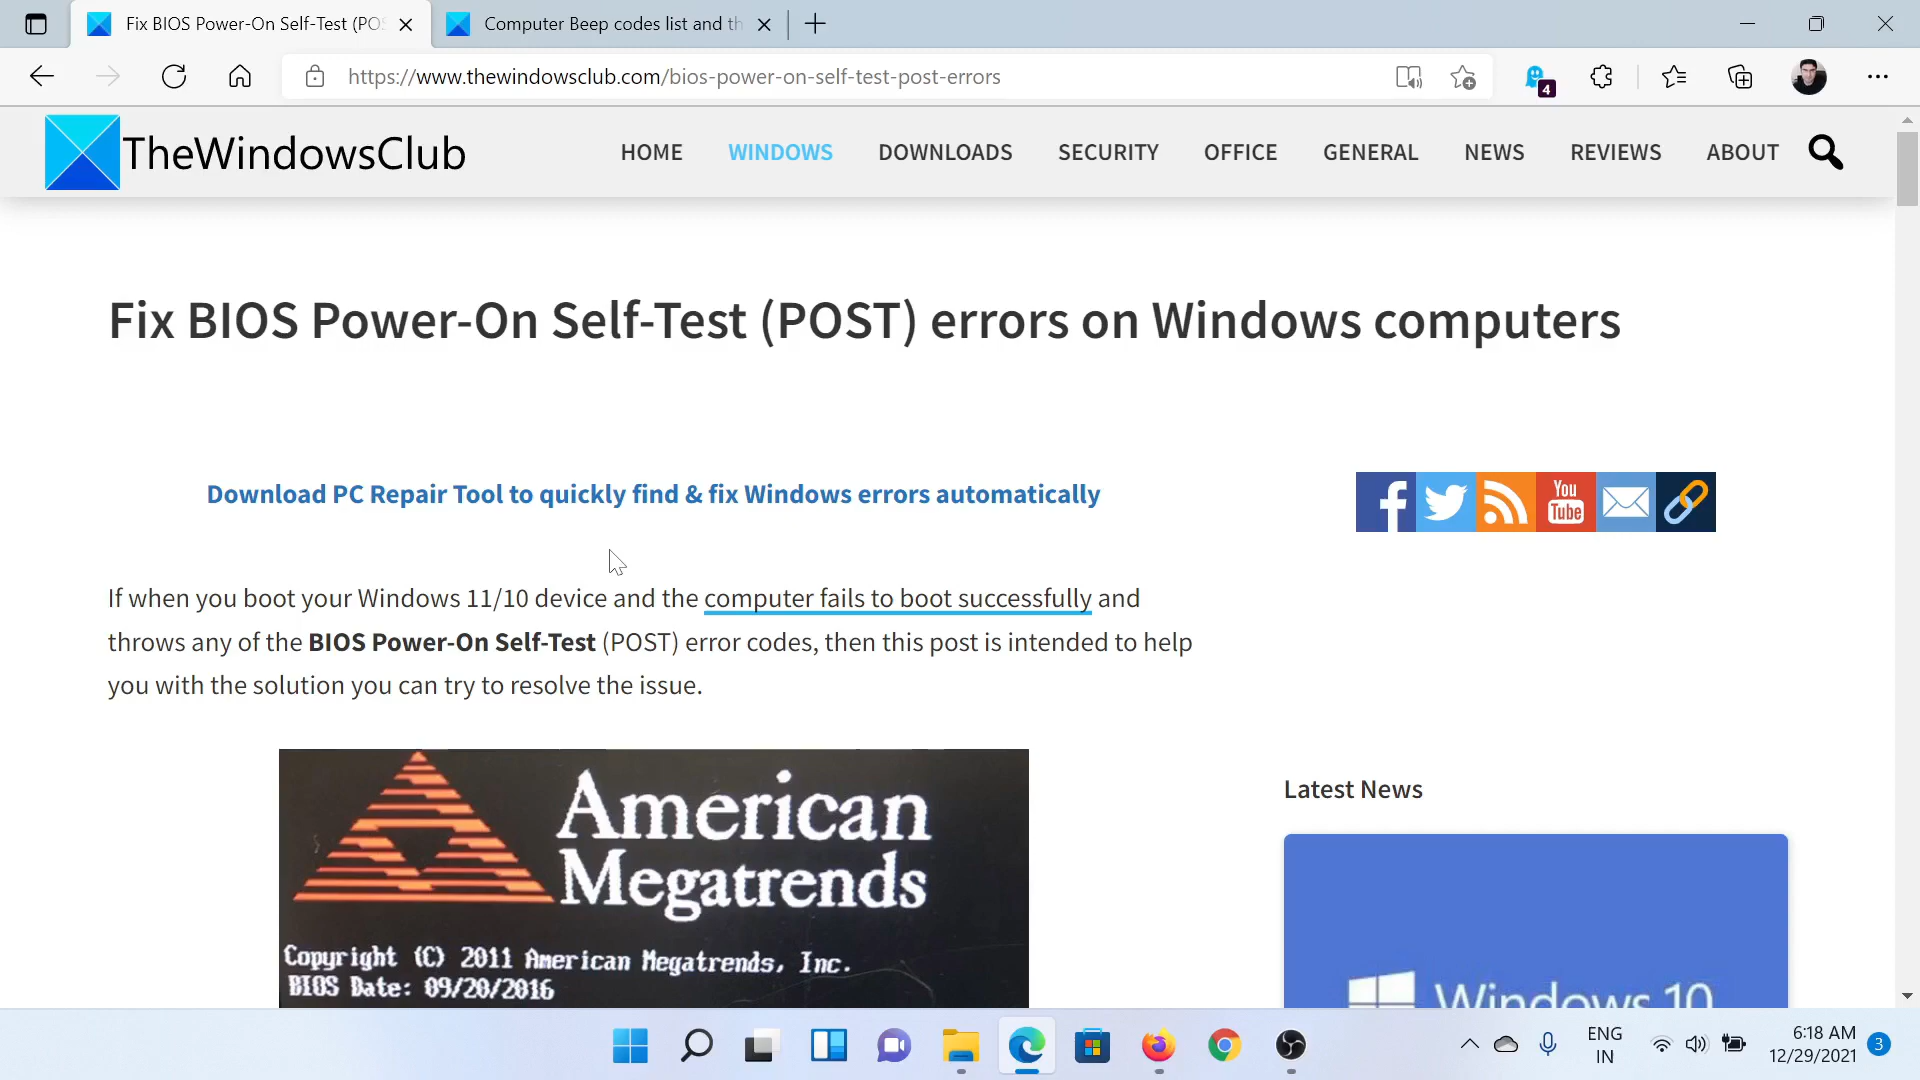 Fix BIOS Power-On Self-Test (POS
Computer Beep codes list and th
https://www.thewindowsclub.com/bios-power-on-self-test-post-errors
4
TheWindowsClub
HOME WINDOWS DOWNLOADS SECURITY OFFICE GENERAL NEWS REVIEWS ABOUT
Fix BIOS Power-On Self-Test (POST) errors on Windows computers
Download PC Repair Tool to quickly find & fix Windows errors automatically
You
Tube
If when you boot your Windows 11/10 device and the computer fails to boot successfully and
throws any of the BIOS Power-On Self-Test (POST) error codes, then this post is intended to help
you with the solution you can try to resolve the issue.
American
Megatrends
Copyright (C) 2011 American Megatrends, Inc.
BIOS Date: 09/20/2016
Latest News
Windows 10
ENG
IN
6:18 AM
12/29/2021
3